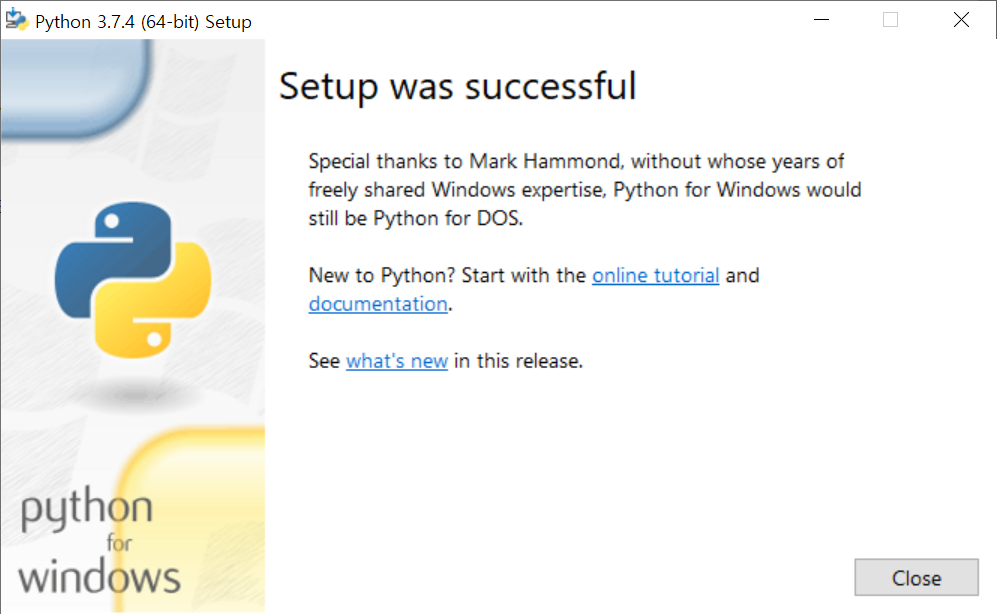 Python 3.7.4 (64-bit) Setup
Setup was successful
Special thanks to Mark Hammond, without whose years of
freely shared Windows expertise, Python for Windows would
still be Python for DOS.
New to Python? Start with the online tutorial and
documentation.
See what's new in this release.
python
for
windows
Close